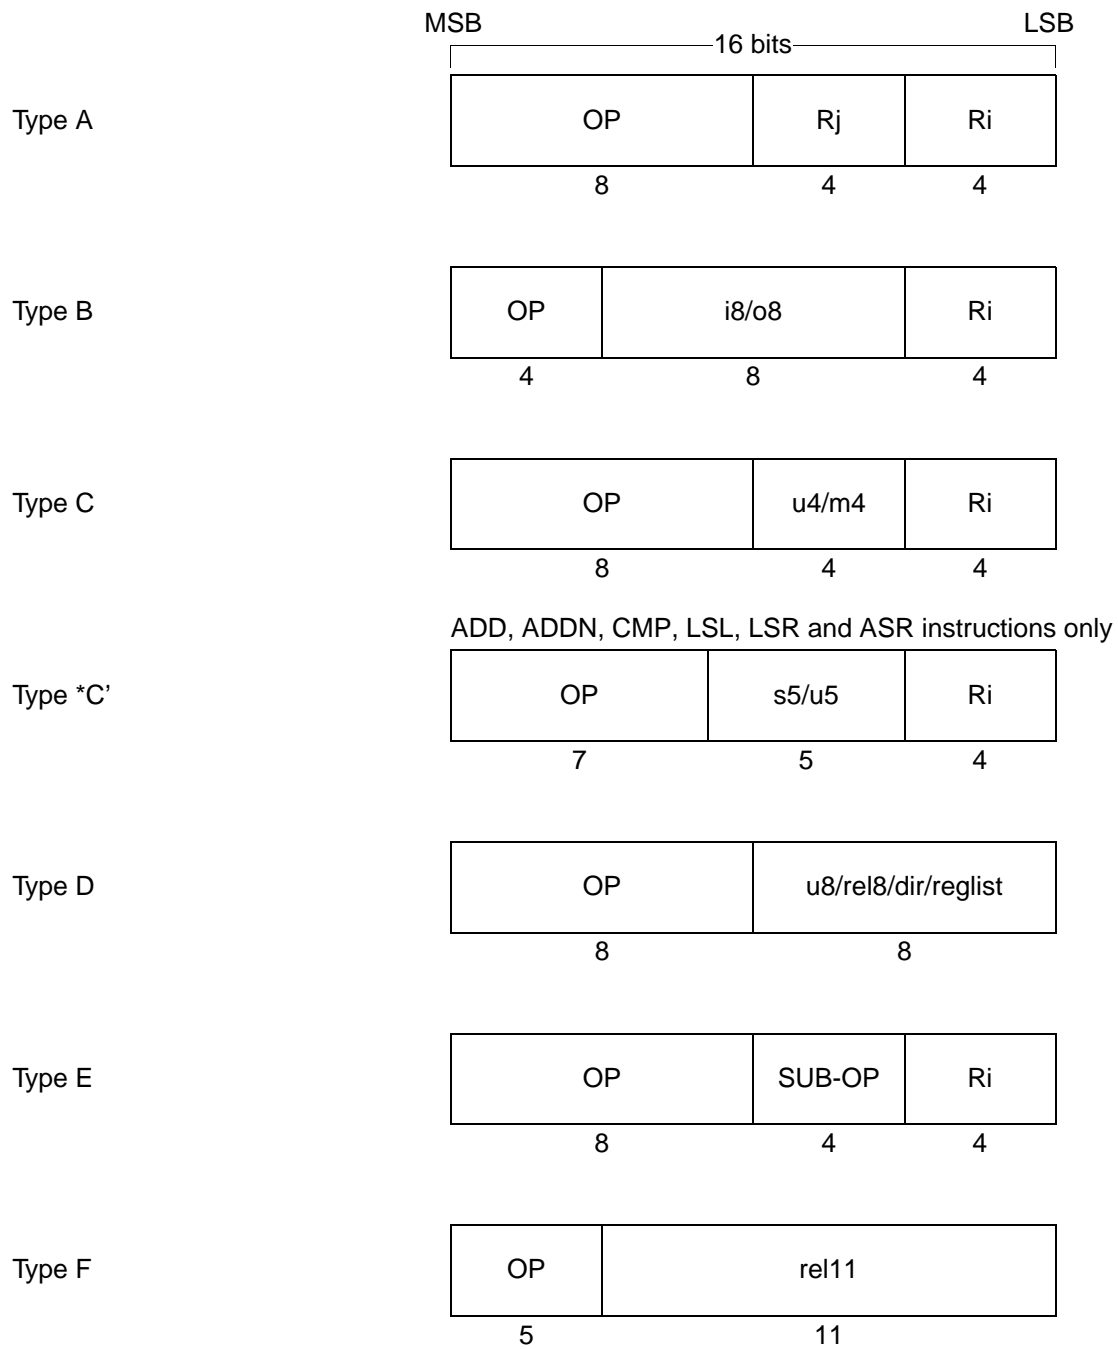 MSB LSB
16 bits
Type A OP Rj Ri
8 4 4
Type B OP i8/o8 Ri
4 8 4
Type C OP u4/m4 Ri
8 4 4
ADD, ADDN, CMP, LSL, LSR and ASR instructions only
Type *C’ OP s5/u5 Ri
7 5 4
Type D OP u8/rel8/dir/reglist
8 8
Type E OP SUB-OP Ri
8 4 4
Type F OP rel11
5 11